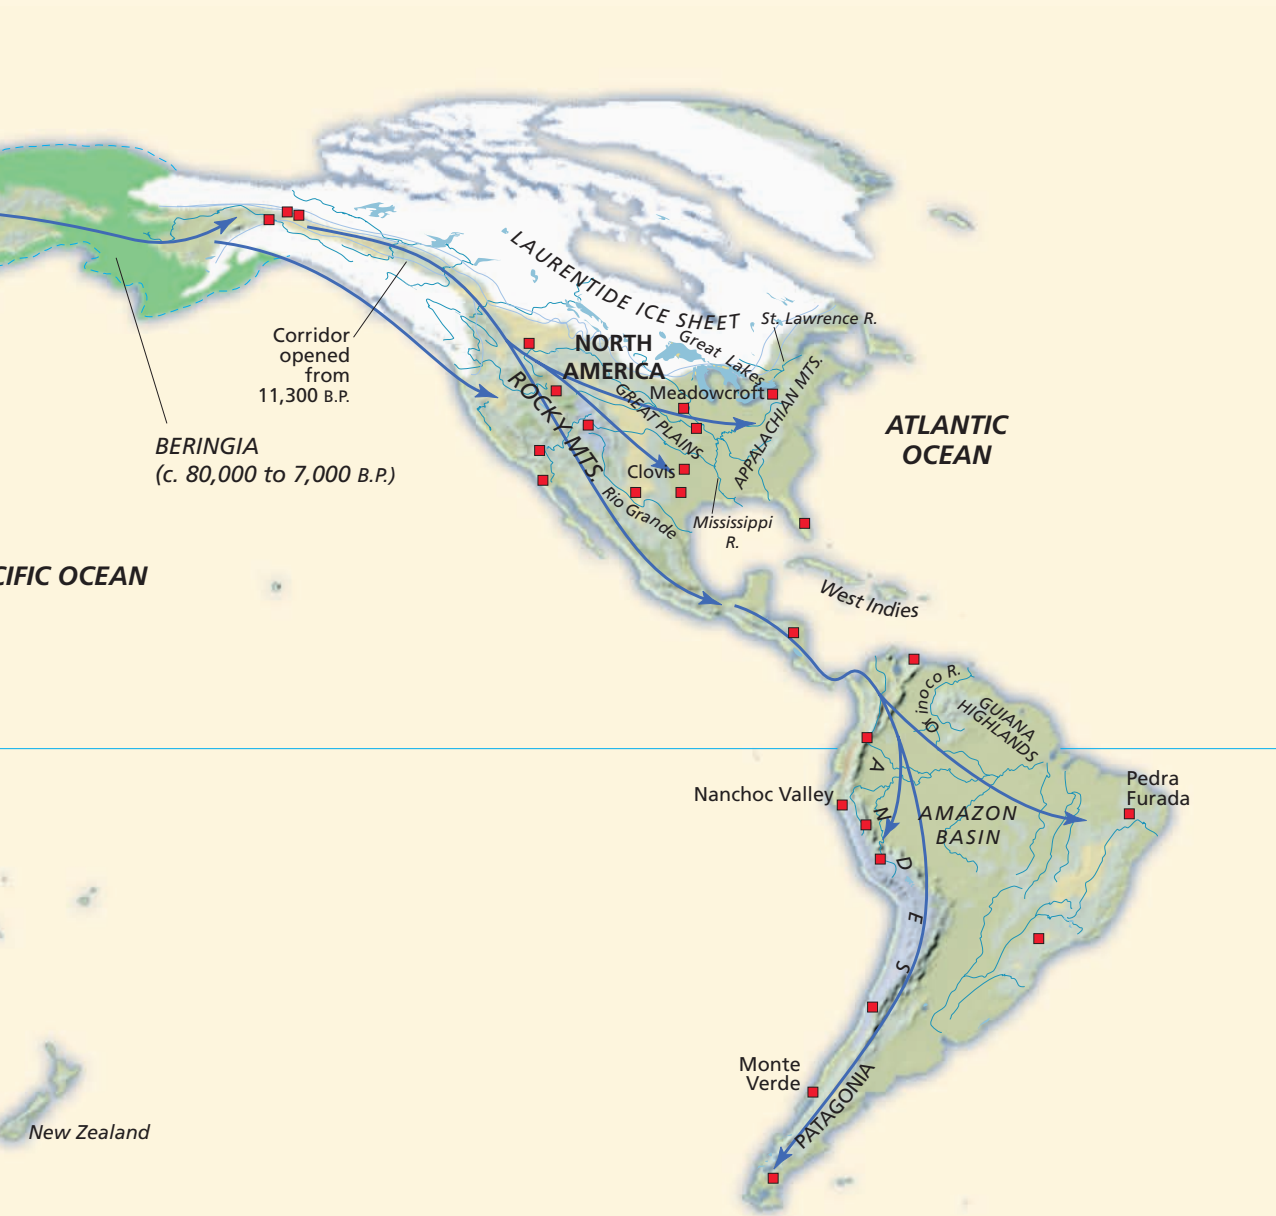 LAURENTIDE ICE SHEET
St. Lawrence R.
Corridor
opened
from
11,300 B.P.
NORTH
AMERICA
Great Lakes
ROCKY MTS.
GREAT PLAINS
Meadowcroft
APPALACHIAN MTS.
ATLANTIC
OCEAN
BERINGIA
(c. 80,000 to 7,000 B.P.)
Clovis
Rio Grande
Mississippi
R.
CIFIC OCEAN
West Indies
Orinoco R.
GUIANA
HIGHLANDS
Nanchoc Valley
ANDES
AMAZON
BASIN
Pedra
Furada
Monte
Verde
PATAGONIA
New Zealand